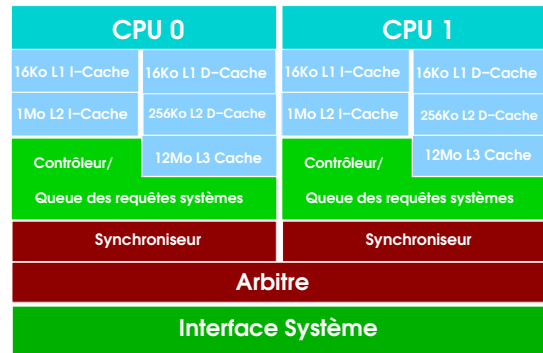 CPU 0
CPU 1
16Ko L1 I-Cache
16Ko L1 D-Cache
16Ko L1 I-Cache
16Ko L1 D-Cache
1Mo L2 I-Cache
256Ko L2 D-Cache
1Mo L2 I-Cache
256Ko L2 D-Cache
Contrôleur/
12Mo L3 Cache
Contrôleur/
12Mo L3 Cache
Queue des requêtes systèmes
Queue des requêtes systèmes
Synchroniseur
Synchroniseur
Arbitre
Interface Système